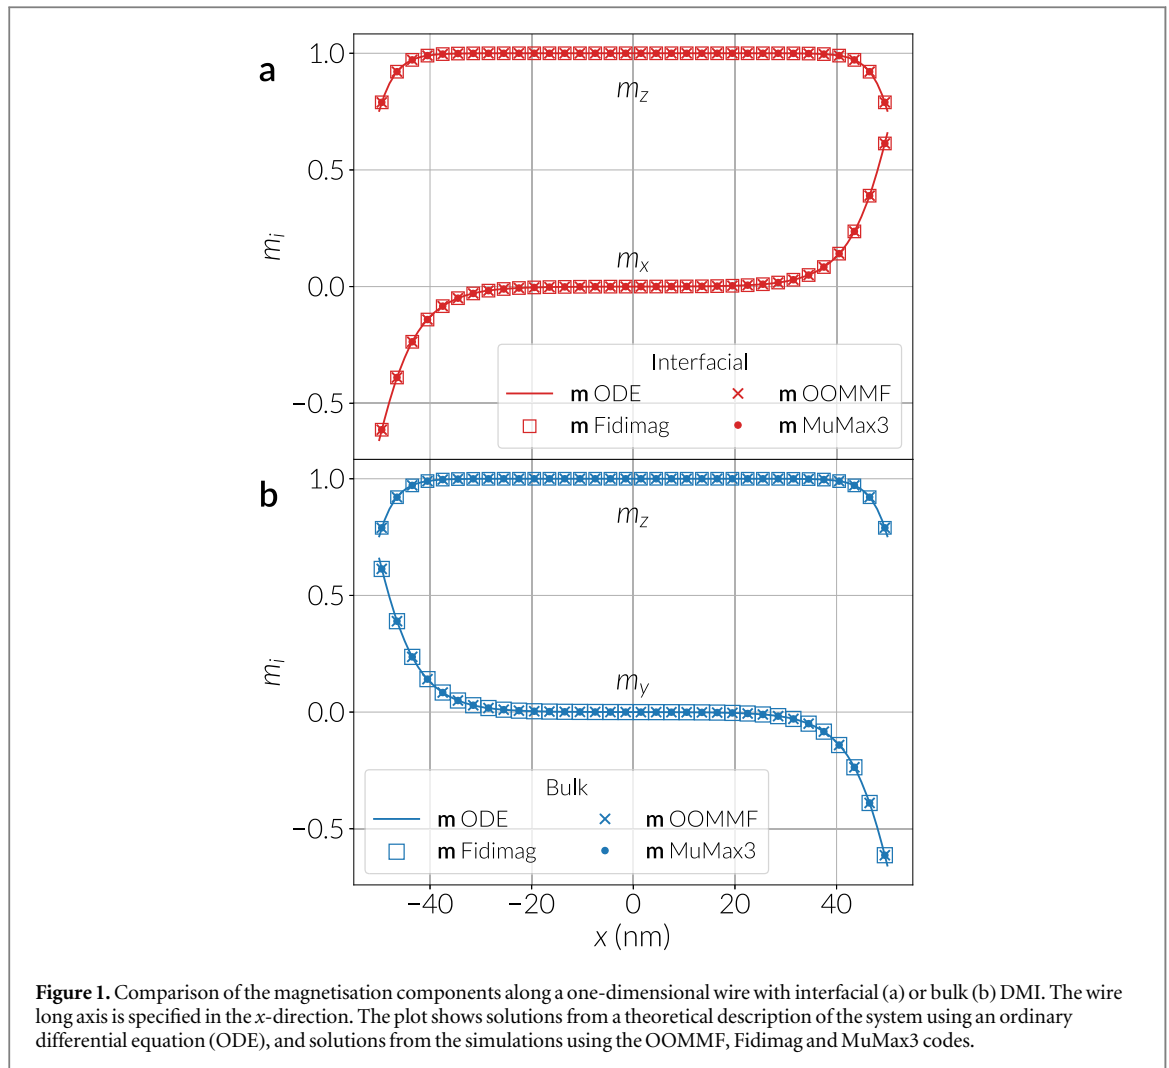 a
1.0
0.5
0.0
−0.5
m_i
m_z
m_x
Interfacial
m ODE
m OOMMF
m Fidimag
m MuMax3
b
1.0
0.5
0.0
−0.5
m_i
m_z
m_y
Bulk
m ODE
m OOMMF
m Fidimag
m MuMax3
−40 −20 0 20 40
x (nm)
Figure 1. Comparison of the magnetisation components along a one-dimensional wire with interfacial (a) or bulk (b) DMI. The wire
long axis is specified in the x-direction. The plot shows solutions from a theoretical description of the system using an ordinary
differential equation (ODE), and solutions from the simulations using the OOMMF, Fidimag and MuMax3 codes.